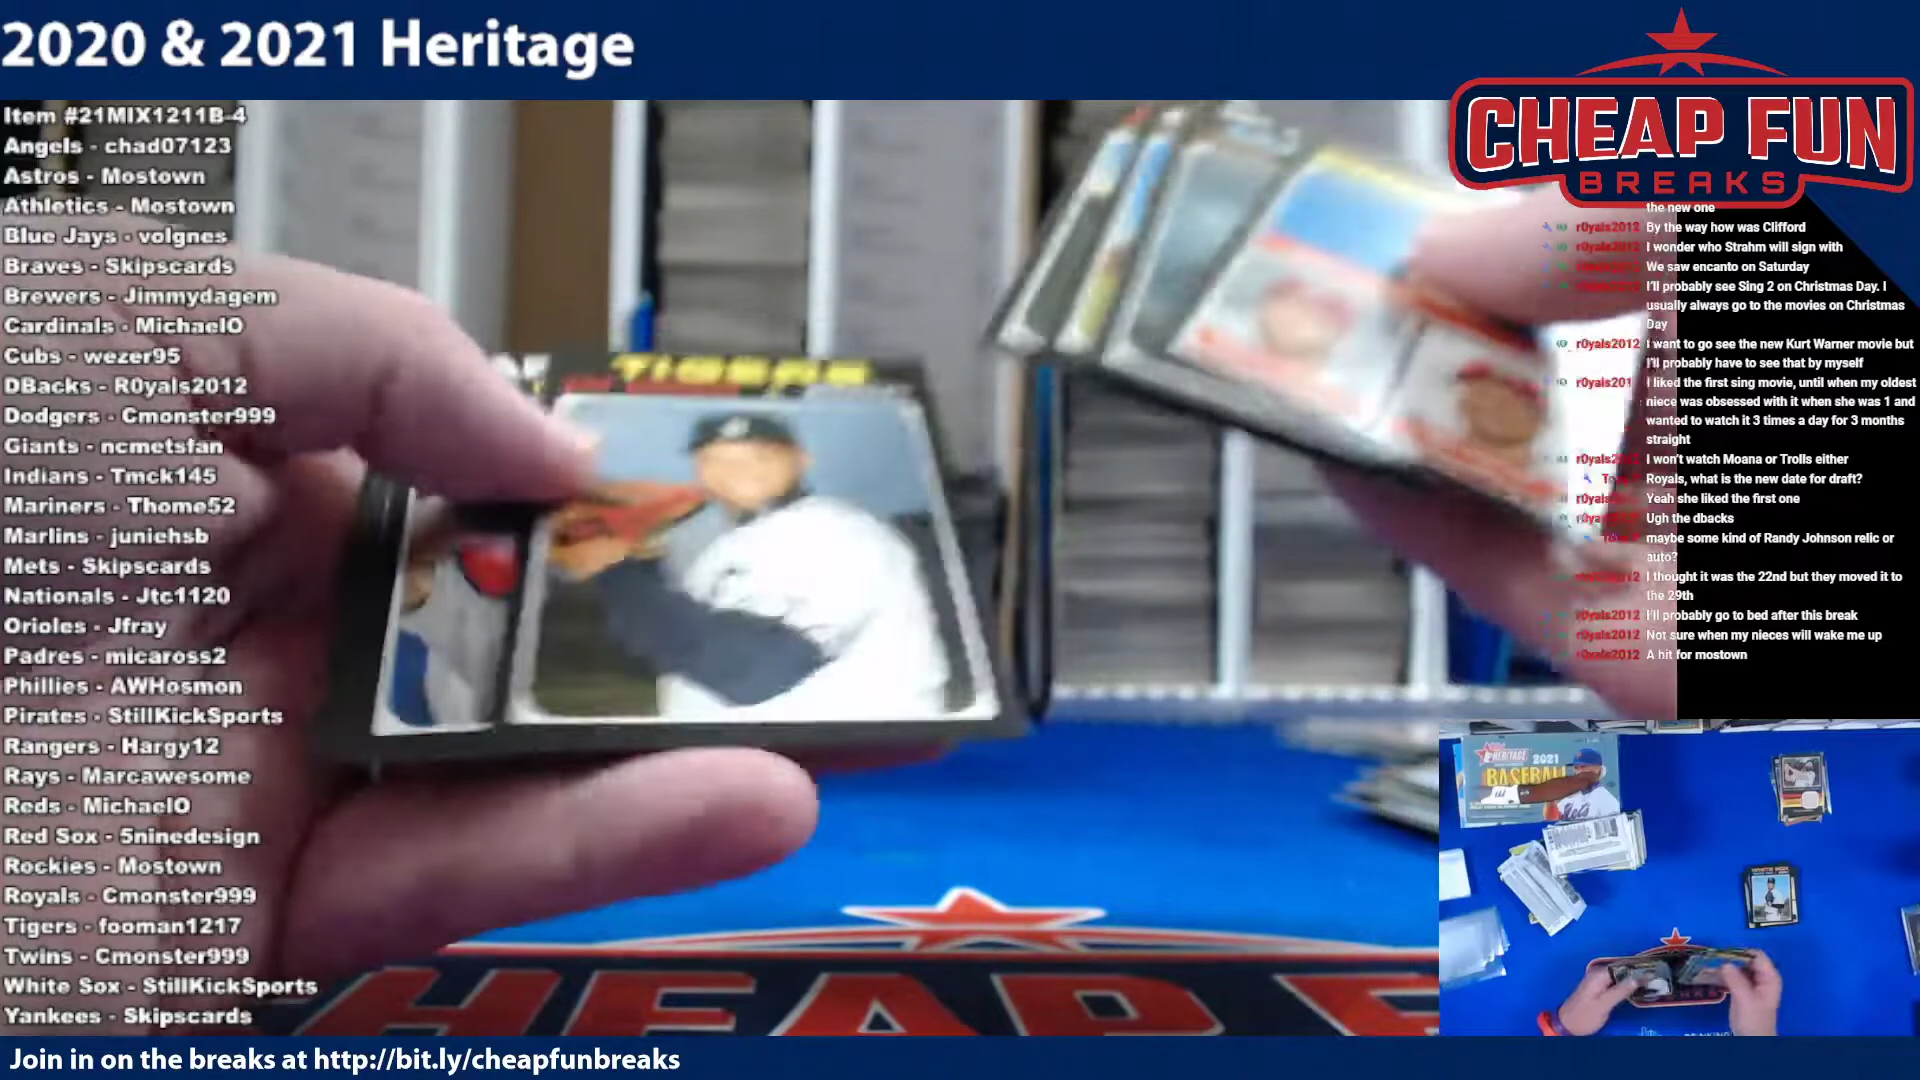 2020 & 2021 Heritage
Item #21MIX1211B-4
Angels - chad07123
Astros - Mostown
Athletics - Mostown
Blue Jays - volgnes
Braves - Skipscards
Brewers - Jimmydagem
Cardinals - MichaelO
Cubs - wezer95
DBacks - R0yals2012
Dodgers - Cmonster999
Giants - ncmetsfan
Indians - Tmck145
Mariners - Thome52
Marlins - juniehsb
Mets - Skipscards
Nationals - Jtc1120
Orioles - Jfray
Padres - micaross2
Phillies - AWHosmon
Pirates - StillKickSports
Rangers - Hargy12
Rays - Marcawesome
Reds - MichaelO
Red Sox - 5ninedesign
Rockies - Mostown
Royals - Cmonster999
Tigers - fooman1217
Twins - Cmonster999
White Sox - StillKickSports
Yankees - Skipscards
Join in on the breaks at http://bit.ly/cheapfunbreaks
TIGERS
HEAP F
CHEAP FUN
BREAKS
the new one
r0yals2012 By the way how was Clifford
r0yals2012 I wonder who Strahm will sign with
We saw encanto on Saturday
I'll probably see Sing 2 on Christmas Day. I
usually always go to the movies on Christmas
Day
r0yals2012 I want to go see the new Kurt Warner movie but
I'll probably have to see that by myself
I liked the first sing movie, until when my oldest
niece was obsessed with it when she was 1 and
wanted to watch it 3 times a day for 3 months
straight
I won't watch Moana or Trolls either
Royals, what is the new date for draft?
Yeah she liked the first one
Ugh the dbacks
maybe some kind of Randy Johnson relic or
auto?
I thought it was the 22nd but they moved it to
the 29th
r0yals2012 I'll probably go to bed after this break
r0yals2012 Not sure when my nieces will wake me up
r0yals2012 A hit for mostown
HERITAGE 2021
BASEBALL
Mets